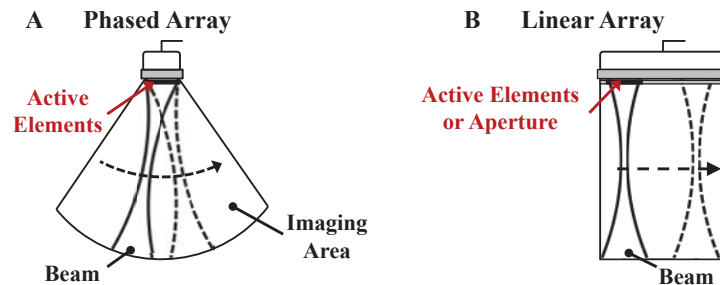 A Phased Array
Active
Elements
Imaging
Area
Beam
B Linear Array
Active Elements
or Aperture
Beam